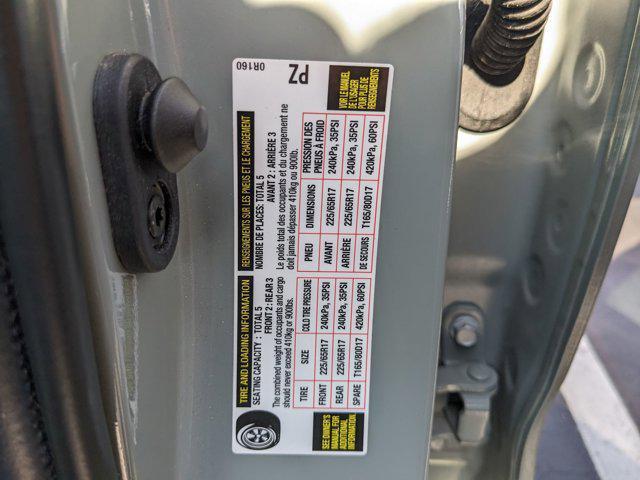 TIRE AND LOADING INFORMATION
SEATING CAPACITY : TOTAL 5
FRONT 2 : REAR 3
The combined weight of occupants and cargo
should never exceed 410kg or 900lbs.
TIRE SIZE COLD TIRE PRESSURE
FRONT 225/65R17 240kPa, 35PSI
REAR 225/65R17 240kPa, 35PSI
SPARE T165/80D17 420kPa, 60PSI
SEE OWNER'S
MANUAL FOR
ADDITIONAL
INFORMATION
RENSEIGNEMENTS SUR LES PNEUS ET LE CHARGEMENT
NOMBRE DE PLACES: TOTAL 5
AVANT 2 : ARRIÈRE 3
Le poids total des occupants et du chargement ne
doit jamais dépasser 410kg ou 900lb.
PNEU DIMENSIONS PRESSION DES
PNEUS À FROID
AVANT 225/65R17 240kPa, 35PSI
ARRIÈRE 225/65R17 240kPa, 35PSI
DE SECOURS T165/80D17 420kPa, 60PSI
VOIR LE MANUEL
DE L'USAGER
POUR PLUS DE
RENSEIGNEMENTS
0R160
PZ